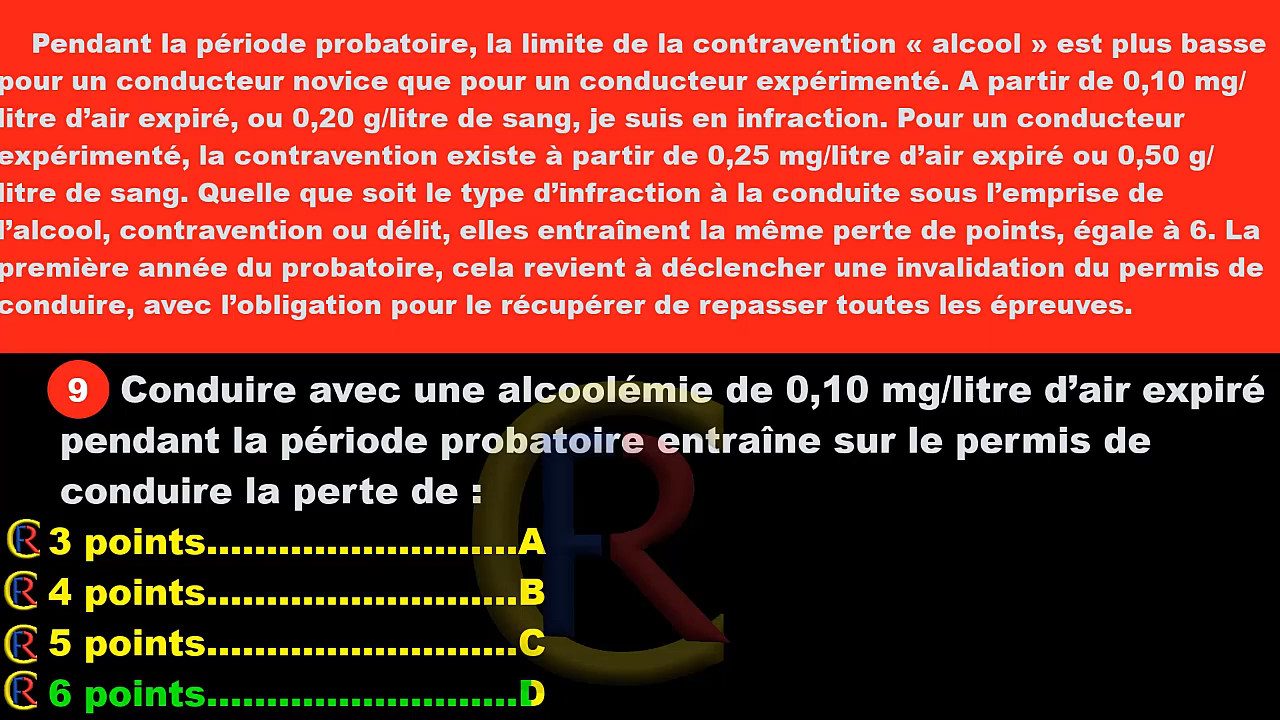 Pendant la période probatoire, la limite de la contravention « alcool » est plus basse
pour un conducteur novice que pour un conducteur expérimenté. A partir de 0,10 mg/
litre d’air expiré, ou 0,20 g/litre de sang, je suis en infraction. Pour un conducteur
expérimenté, la contravention existe à partir de 0,25 mg/litre d’air expiré ou 0,50 g/
litre de sang. Quelle que soit le type d’infraction à la conduite sous l’emprise de
l’alcool, contravention ou délit, elles entraînent la même perte de points, égale à 6. La
première année du probatoire, cela revient à déclencher une invalidation du permis de
conduire, avec l’obligation pour le récupérer de repasser toutes les épreuves.
9 Conduire avec une alcoolémie de 0,10 mg/litre d’air expiré
pendant la période probatoire entraîne sur le permis de
conduire la perte de :
CFR 3 points..........................A
CFR 4 points..........................B
CFR 5 points..........................C
CFR 6 points..........................D
CFR